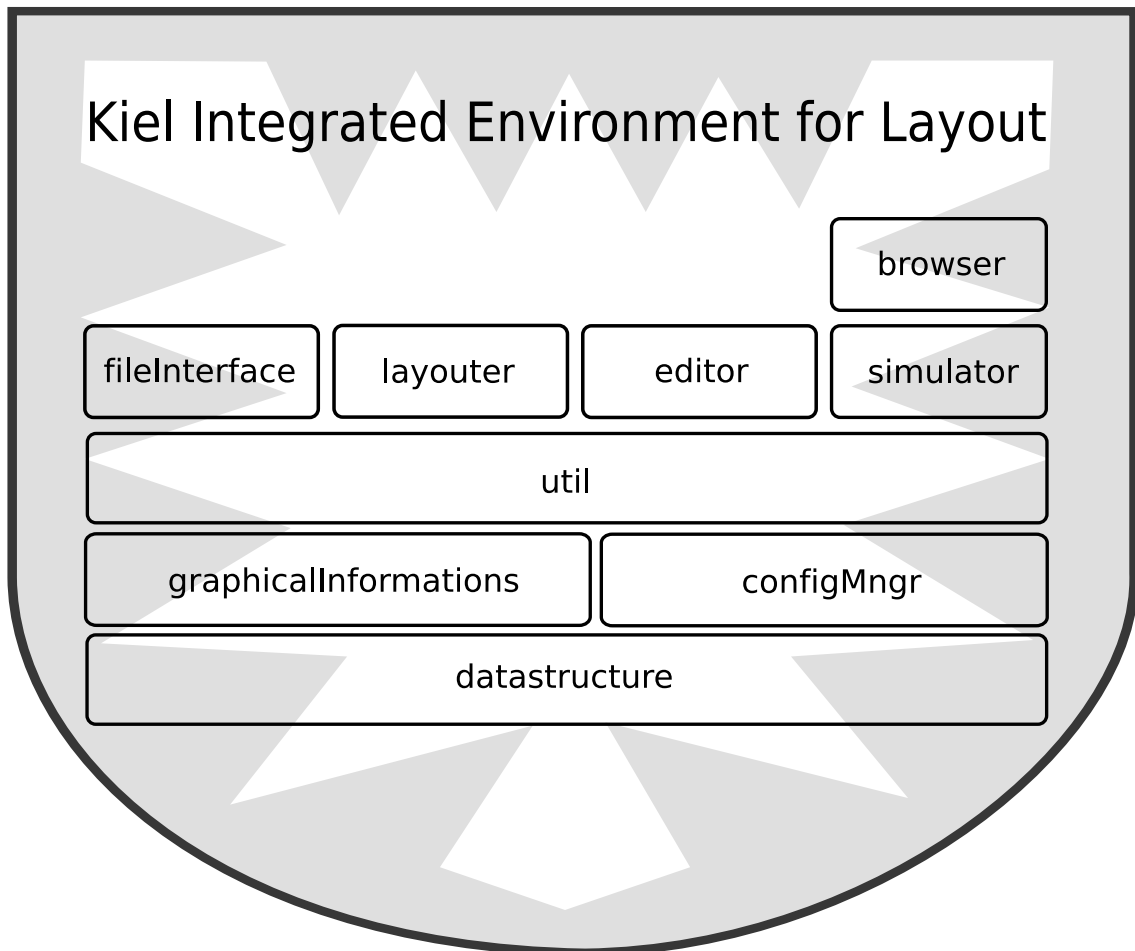 Kiel Integrated Environment for Layout
browser
fileInterface
layouter
editor
simulator
util
graphicalInformations
configMngr
datastructure